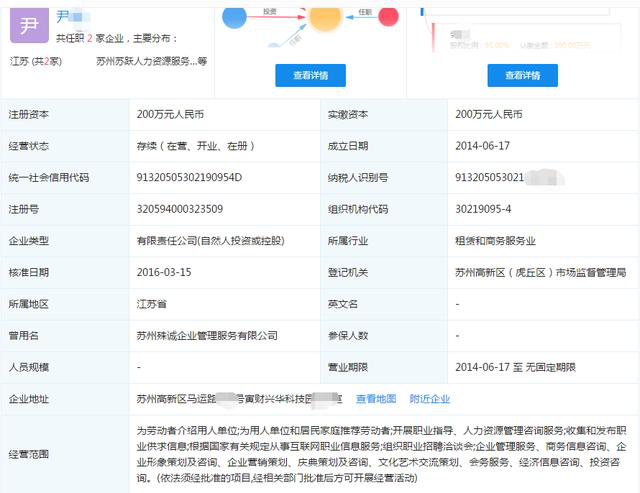 尹 尹
共任职 2 家企业，主要分布：
江苏 (共2家) 苏州苏跃人力资源服务...等
投资 任职
任职
查看详情 查看详情
注册资本 200万元人民币 实缴资本 200万元人民币
经营状态 存续（在营、开业、在册） 成立日期 2014-06-17
统一社会信用代码 91320505302190954D 纳税人识别号 913205053021
注册号 320594000323509 组织机构代码 30219095-4
企业类型 有限责任公司(自然人投资或控股) 所属行业 租赁和商务服务业
核准日期 2016-03-15 登记机关 苏州高新区（虎丘区）市场监督管理局
所属地区 江苏省 英文名 -
曾用名 苏州殊诚企业管理服务有限公司 参保人数 -
人员规模 - 营业期限 2014-06-17 至 无固定期限
企业地址 苏州高新区马运路 号寅财兴华科技园 室 查看地图 附近企业
为劳动者介绍用人单位;为用人单位和居民家庭推荐劳动者;开展职业指导、人力资源管理咨询服务;收集和发布职
业供求信息;根据国家有关规定从事互联网职业信息服务;组织职业招聘洽谈会;企业管理服务、商务信息咨询、企
经营范围 业形象策划及咨询、企业营销策划、庆典策划及咨询、文化艺术交流策划、会务服务、经济信息咨询、投资咨
询。(依法须经批准的项目,经相关部门批准后方可开展经营活动)